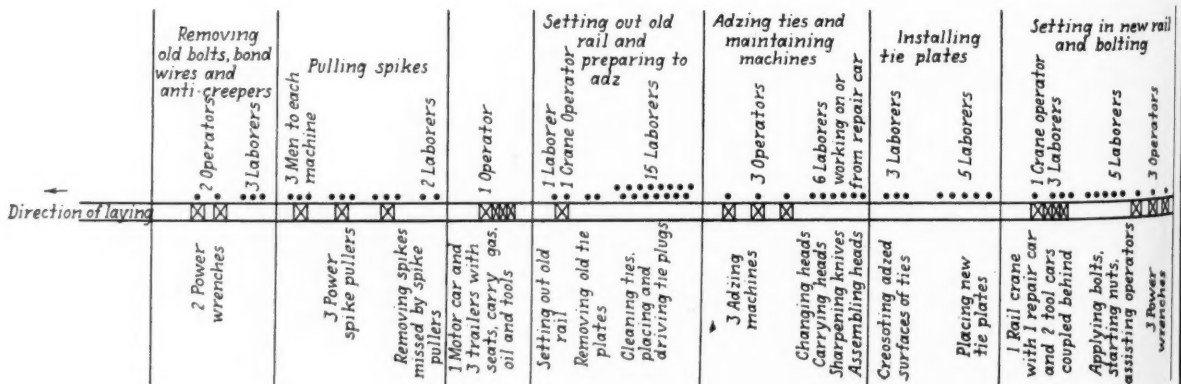 Removing
old bolts, bond
wires and
anti-creepers
2 Operators
3 Laborers
2 Power
wrenches
Pulling spikes
3 Men to each
machine
2 Laborers
3 Power
spike pullers
Removing spikes
missed by spike
pullers
1 Operator
1 Motor car and
3 trailers with
seats, carry gas.
oil and tools
Setting out old
rail and
preparing to
adz
1 Laborer
1 Crane Operator
15 Laborers
Setting out old
rail
Removing old tie
plates
Cleaning ties,
placing and
driving tie plugs
Adzing ties and
maintaining
machines
3 Operators
6 Laborers
working on or
from repair car
3 Adzing
machines
Changing heads
Carrying heads
Sharpening knives
Assembling heads
Installing
tie plates
3 Laborers
5 Laborers
Creosoting adzed
surfaces of ties
Placing new
tie plates
Setting in new rail
and bolting
1 Crane operator
3 Laborers
5 Laborers
3 Operators
1 Rail crane
with 1 repair car
and 2 tool cars
coupled behind
Applying bolts,
starting nuts,
assisting operators
3 Power
wrenches
Direction of laying